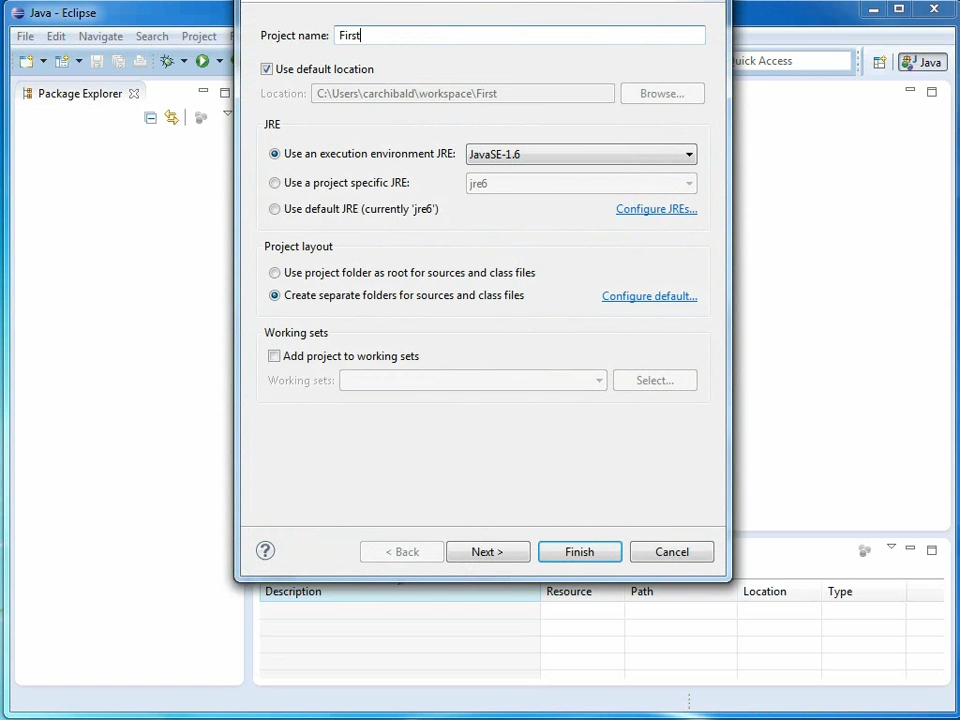 Java - Eclipse
File Edit Navigate Search Project
Quick Access
Java
Package Explorer
Project name: First
Use default location
Location: C:\Users\carchibald\workspace\First Browse...
JRE
Use an execution environment JRE: JavaSE-1.6
Use a project specific JRE: jre6
Use default JRE (currently 'jre6') Configure JREs...
Project layout
Use project folder as root for sources and class files
Create separate folders for sources and class files Configure default...
Working sets
Add project to working sets
Working sets: Select...
? < Back Next > Finish Cancel
Description Resource Path Location Type